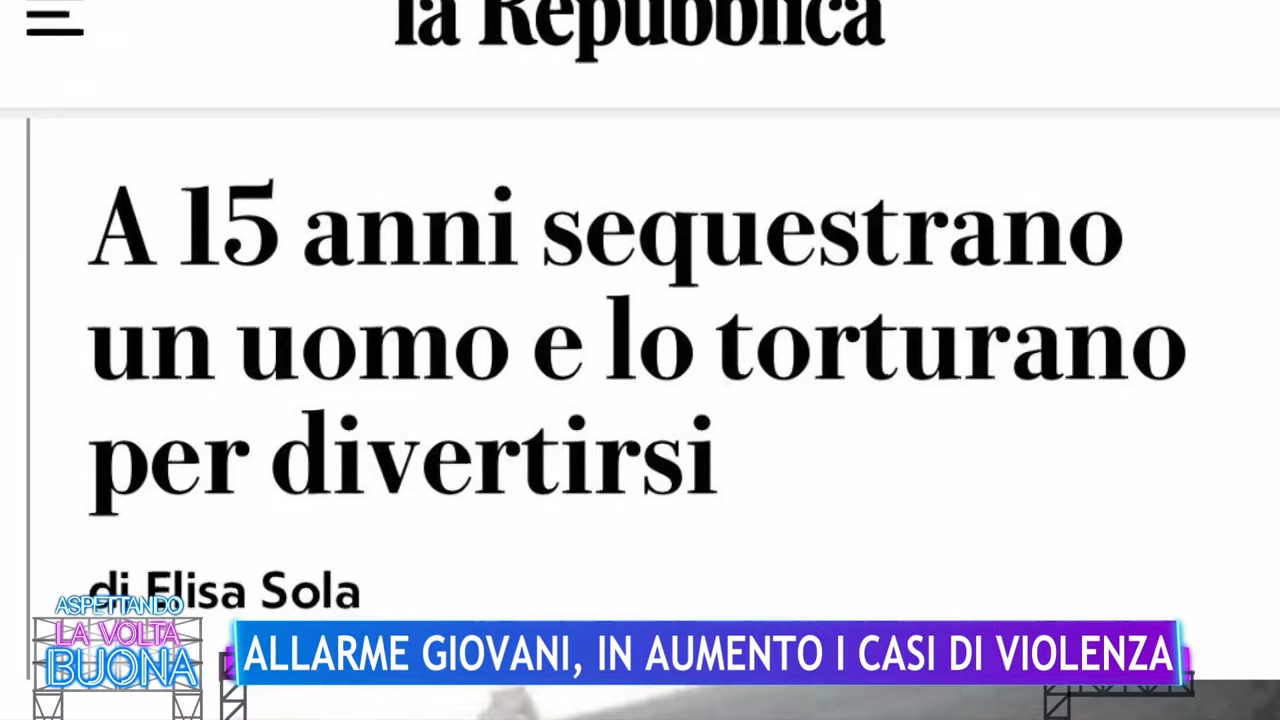 la Repubblica
A 15 anni sequestrano
un uomo e lo torturano
per divertirsi
di Elisa Sola
ASPETTANDO
LA VOLTA
BUONA
ALLARME GIOVANI, IN AUMENTO I CASI DI VIOLENZA